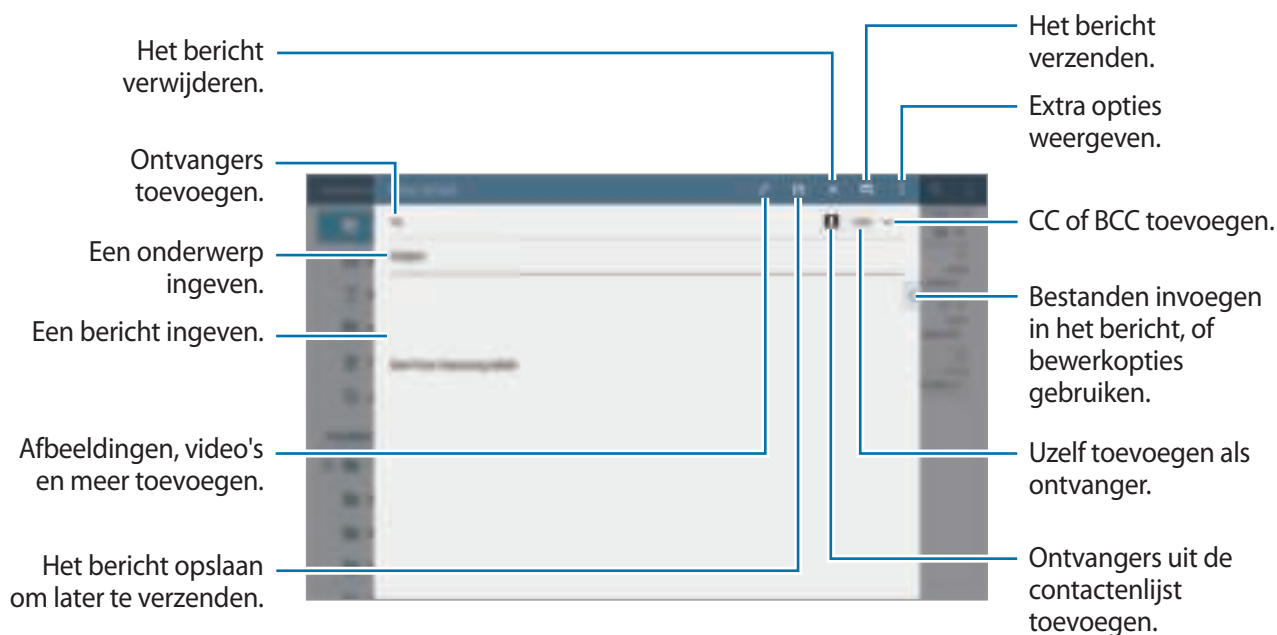 Het bericht
verwijderen.
Ontvangers
toevoegen.
Een onderwerp
ingeven.
Een bericht ingeven.
Afbeeldingen, video's
en meer toevoegen.
Het bericht opslaan
om later te verzenden.
Het bericht
verzenden.
Extra opties
weergeven.
CC of BCC toevoegen.
Bestanden invoegen
in het bericht, of
bewerkopties
gebruiken.
Uzelf toevoegen als
ontvanger.
Ontvangers uit de
contactenlijst
toevoegen.